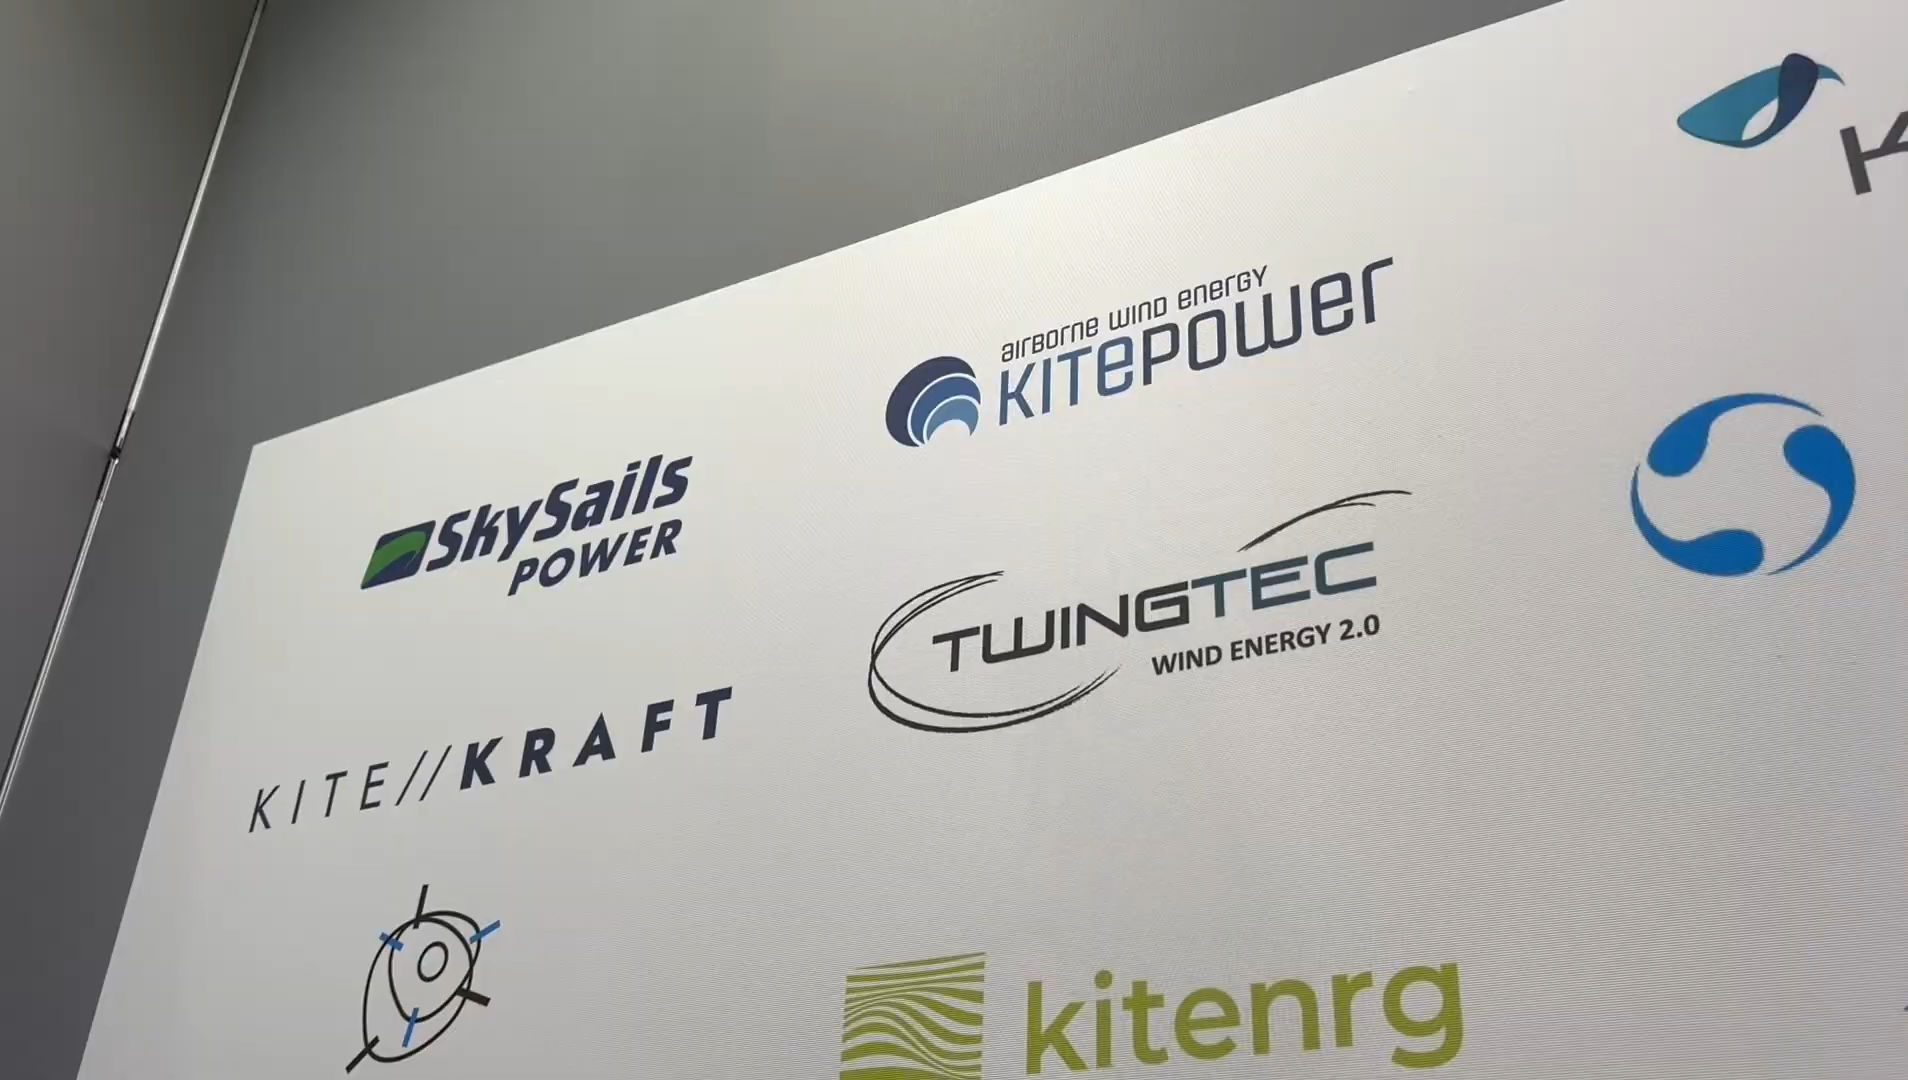 SkySails
POWER
airborne wind energy
KITEPOWER
K
TWINGTEC
WIND ENERGY 2.0
KITE//KRAFT
kitenrg